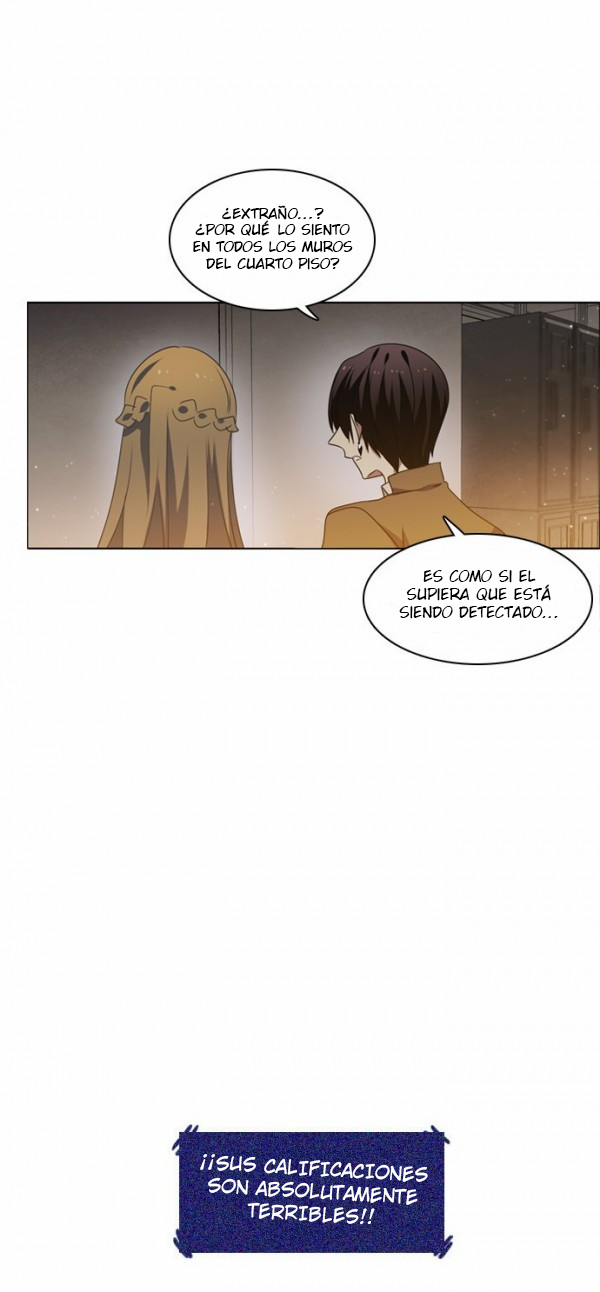 ¿EXTRAÑO...?
¿POR QUÉ LO SIENTO
EN TODOS LOS MUROS
DEL CUARTO PISO?
ES COMO SI EL
SUPIERA QUE ESTÁ
SIENDO DETECTADO...
¡¡SUS CALIFICACIONES
SON ABSOLUTAMENTE
TERRIBLES!!